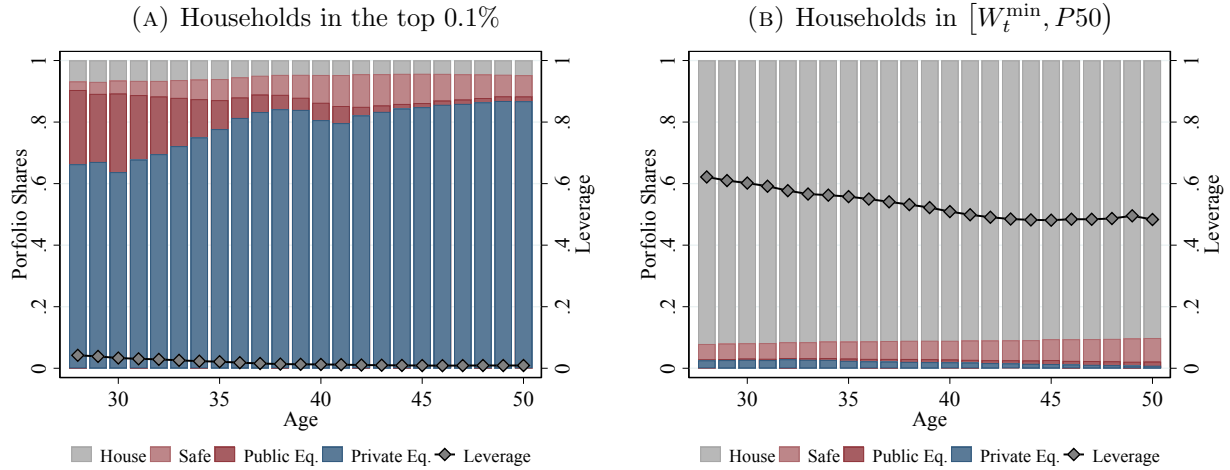 (A) Households in the top 0.1%
Porfolio Shares
0 .2 .4 .6 .8 1
0 .2 .4 .6 .8 1
Leverage
30 35 40 45 50
Age
House Safe Public Eq. Private Eq. Leverage
(B) Households in [W_t^min, P50)
Porfolio Shares
0 .2 .4 .6 .8 1
0 .2 .4 .6 .8 1
Leverage
30 35 40 45 50
Age
House Safe Public Eq. Private Eq. Leverage